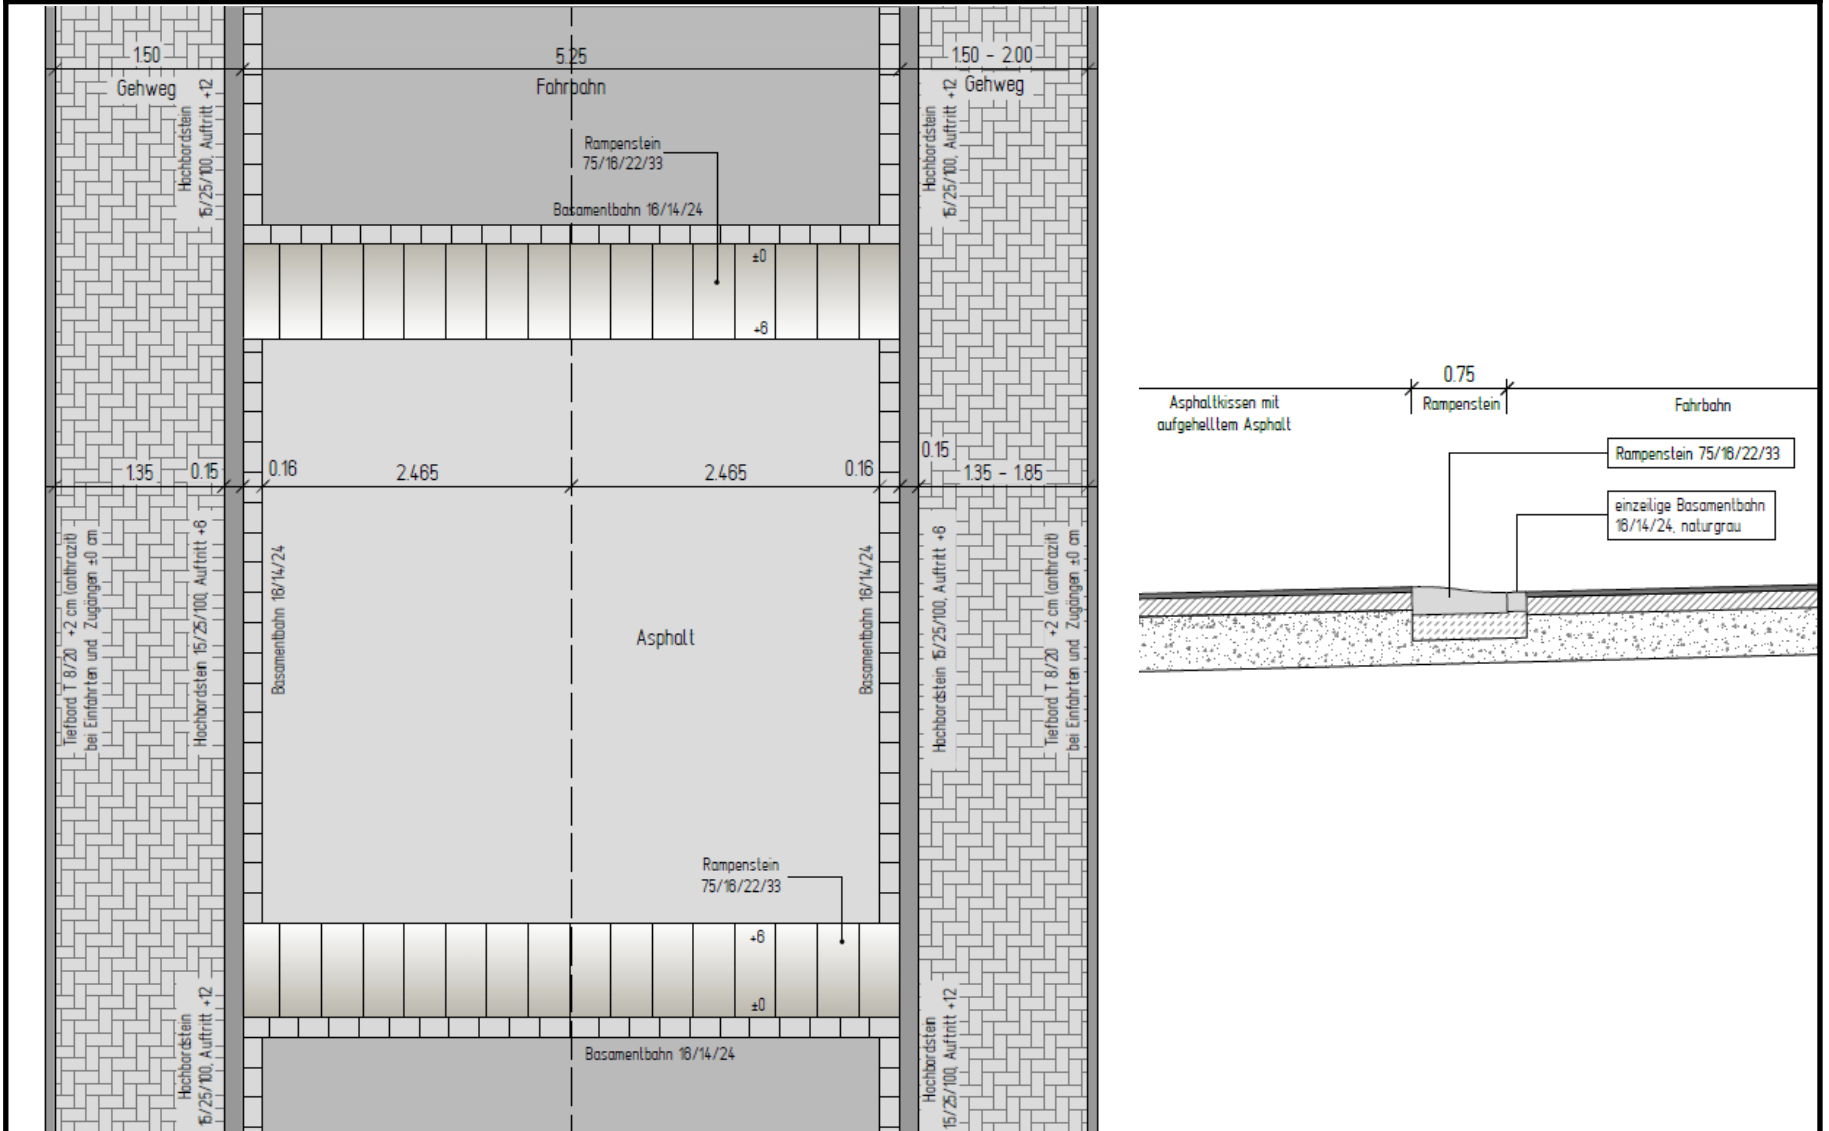 1.50
5.25
1.50 - 2.00
Gehweg
Fahrbahn
Gehweg
Hochbordstein
15/25/100, Auftritt +12
Hochbordstein
15/25/100, Auftritt +12
Rampenstein
75/16/22/33
Basamentbahn 16/14/24
±0
+6
1.35
0.15
0.16
2.465
2.465
0.16
0.15
1.35 - 1.85
Tiefbord T 8/20 +2 cm (anthrazit)
bei Einfahrten und Zugängen ±0 cm
Hochbordsten 15/25/100, Auftritt +6
Basamentbahn 16/14/24
Asphalt
Basamentbahn 16/14/24
Hochbordstein 15/25/100, Auftritt +6
Tiefbord T 8/20 +2 cm (anthrazit)
bei Einfahrten und Zugängen ±0 cm
Rampenstein
75/16/22/33
+6
±0
Basamentbahn 16/14/24
Hochbordstein
15/25/100, Auftritt +12
Hochbordstein
15/25/100, Auftritt +12
0.75
Asphaltkissen mit
aufgehelltem Asphalt
Rampenstein
Fahrbahn
Rampenstein 75/16/22/33
einzeilige Basamentbahn
16/14/24, naturgrau